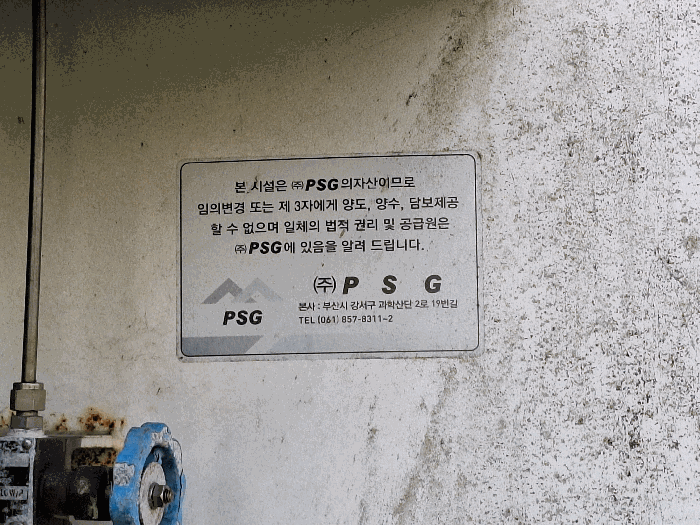 본 시설은 ㈜PSG의자산이므로
임의변경 또는 제 3자에게 양도, 양수, 담보제공
할 수 없으며 일체의 법적 권리 및 공급원은
㈜PSG에 있음을 알려 드립니다.
㈜ P S G
본사 : 부산시 강서구 과학산단 2로 19번길
TEL (061) 857-8311~2
PSG